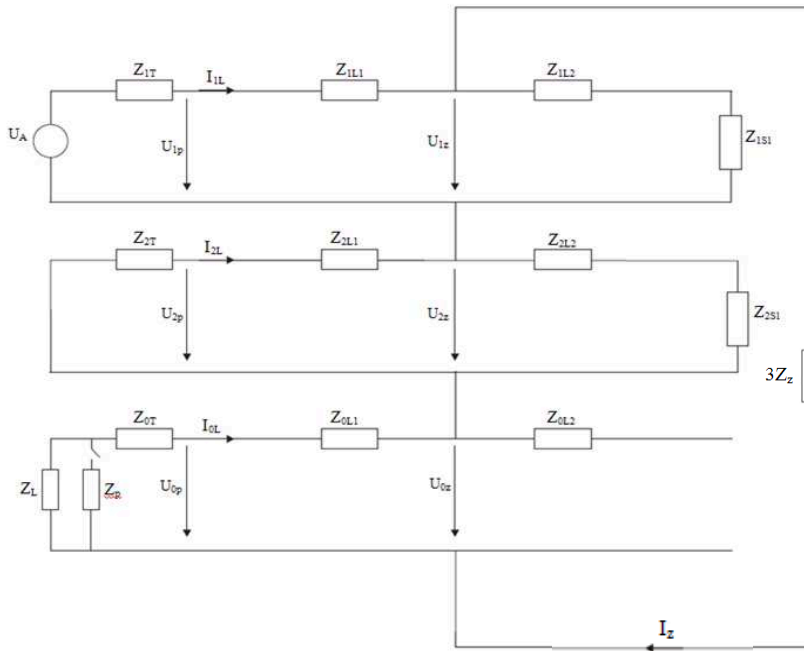 Z1T I1L Z1L1 Z1L2
UA U1p U1z Z1S1
Z2T I2L Z2L1 Z2L2
U2p U2z Z2S1
3Zz
Z0T I0L Z0L1 Z0L2
ZL ZR U0p U0z
Iz